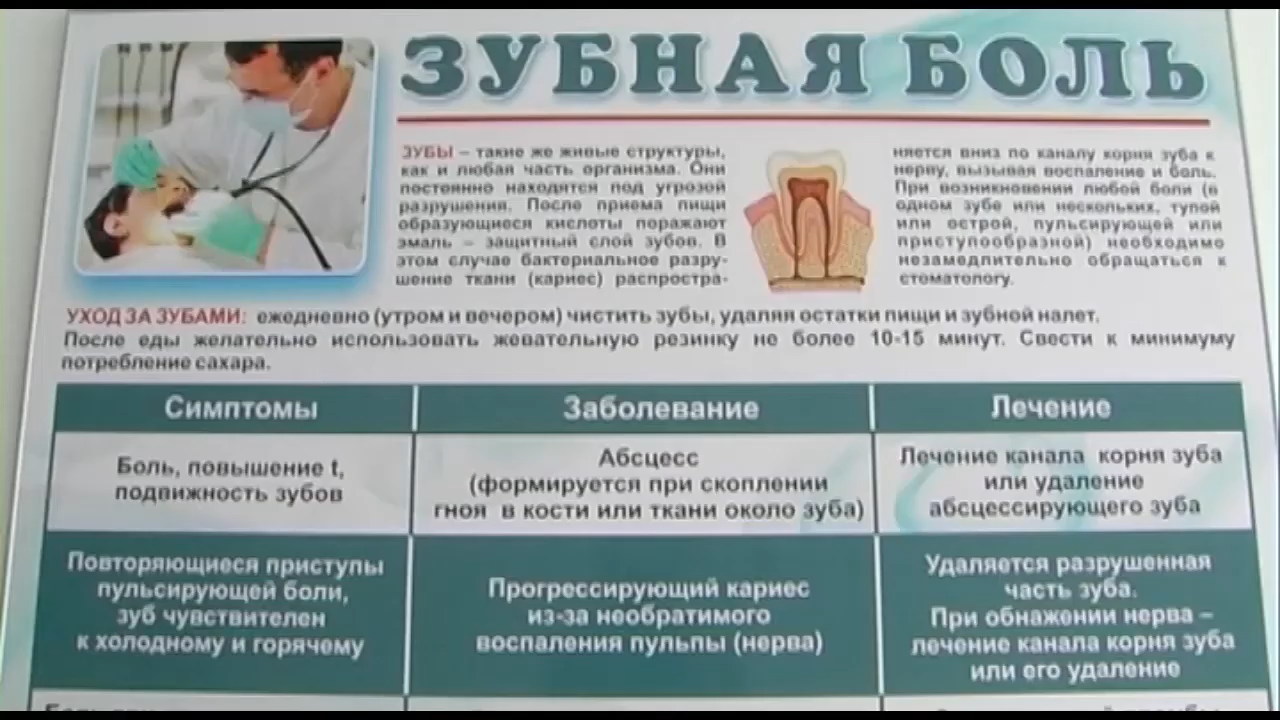 ЗУБНАЯ БОЛЬ
ЗУБЫ – такие же живые структуры,
как и любая часть организма. Они
постоянно находятся под угрозой
разрушения. После приема пищи
образующиеся кислоты поражают
эмаль – защитный слой зубов. В
этом случае бактериальное разру-
шение ткани (кариес) распростра-
няется вниз по каналу корня зуба к
нерву, вызывая воспаление и боль.
При возникновении любой боли (в
одном зубе или нескольких, тупой
или острой, пульсирующей или
приступообразной) необходимо
незамедлительно обращаться к
стоматологу.
УХОД ЗА ЗУБАМИ: ежедневно (утром и вечером) чистить зубы, удаляя остатки пищи и зубной налет.
После еды желательно использовать жевательную резинку не более 10-15 минут. Свести к минимуму
потребление сахара.
Симптомы
Заболевание
Лечение
Боль, повышение t,
подвижность зубов
Абсцесс
(формируется при скоплении
гноя в кости или ткани около зуба)
Лечение канала корня зуба
или удаление
абсцессирующего зуба
Повторяющиеся приступы
пульсирующей боли,
зуб чувствителен
к холодному и горячему
Прогрессирующий кариес
из-за необратимого
воспаления пульпы (нерва)
Удаляется разрушенная
часть зуба.
При обнажении нерва –
лечение канала корня зуба
или его удаление